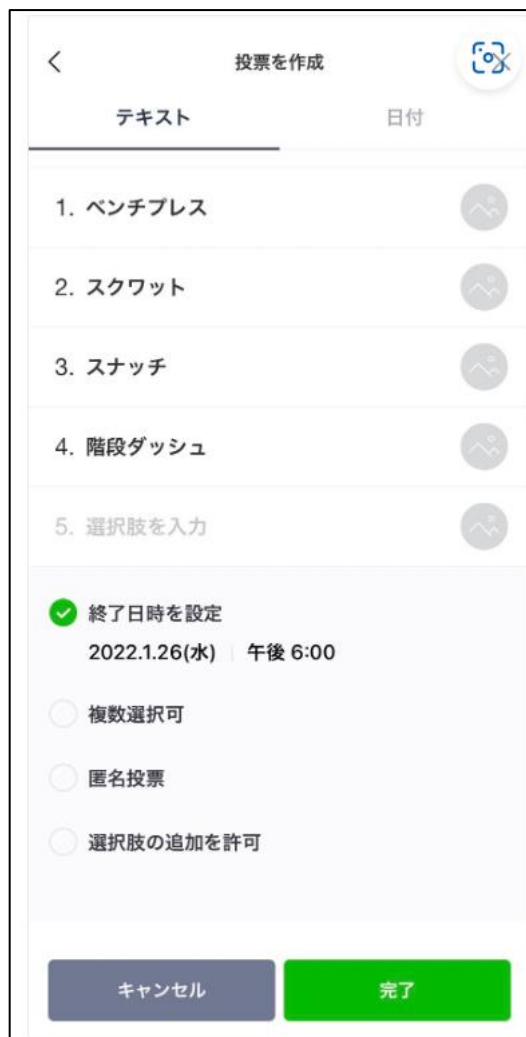 投票を作成
テキスト 日付
1. ベンチプレス
2. スクワット
3. スナッチ
4. 階段ダッシュ
5. 選択肢を入力
終了日時を設定
2022.1.26(水) 午後 6:00
複数選択可
匿名投票
選択肢の追加を許可
キャンセル 完了